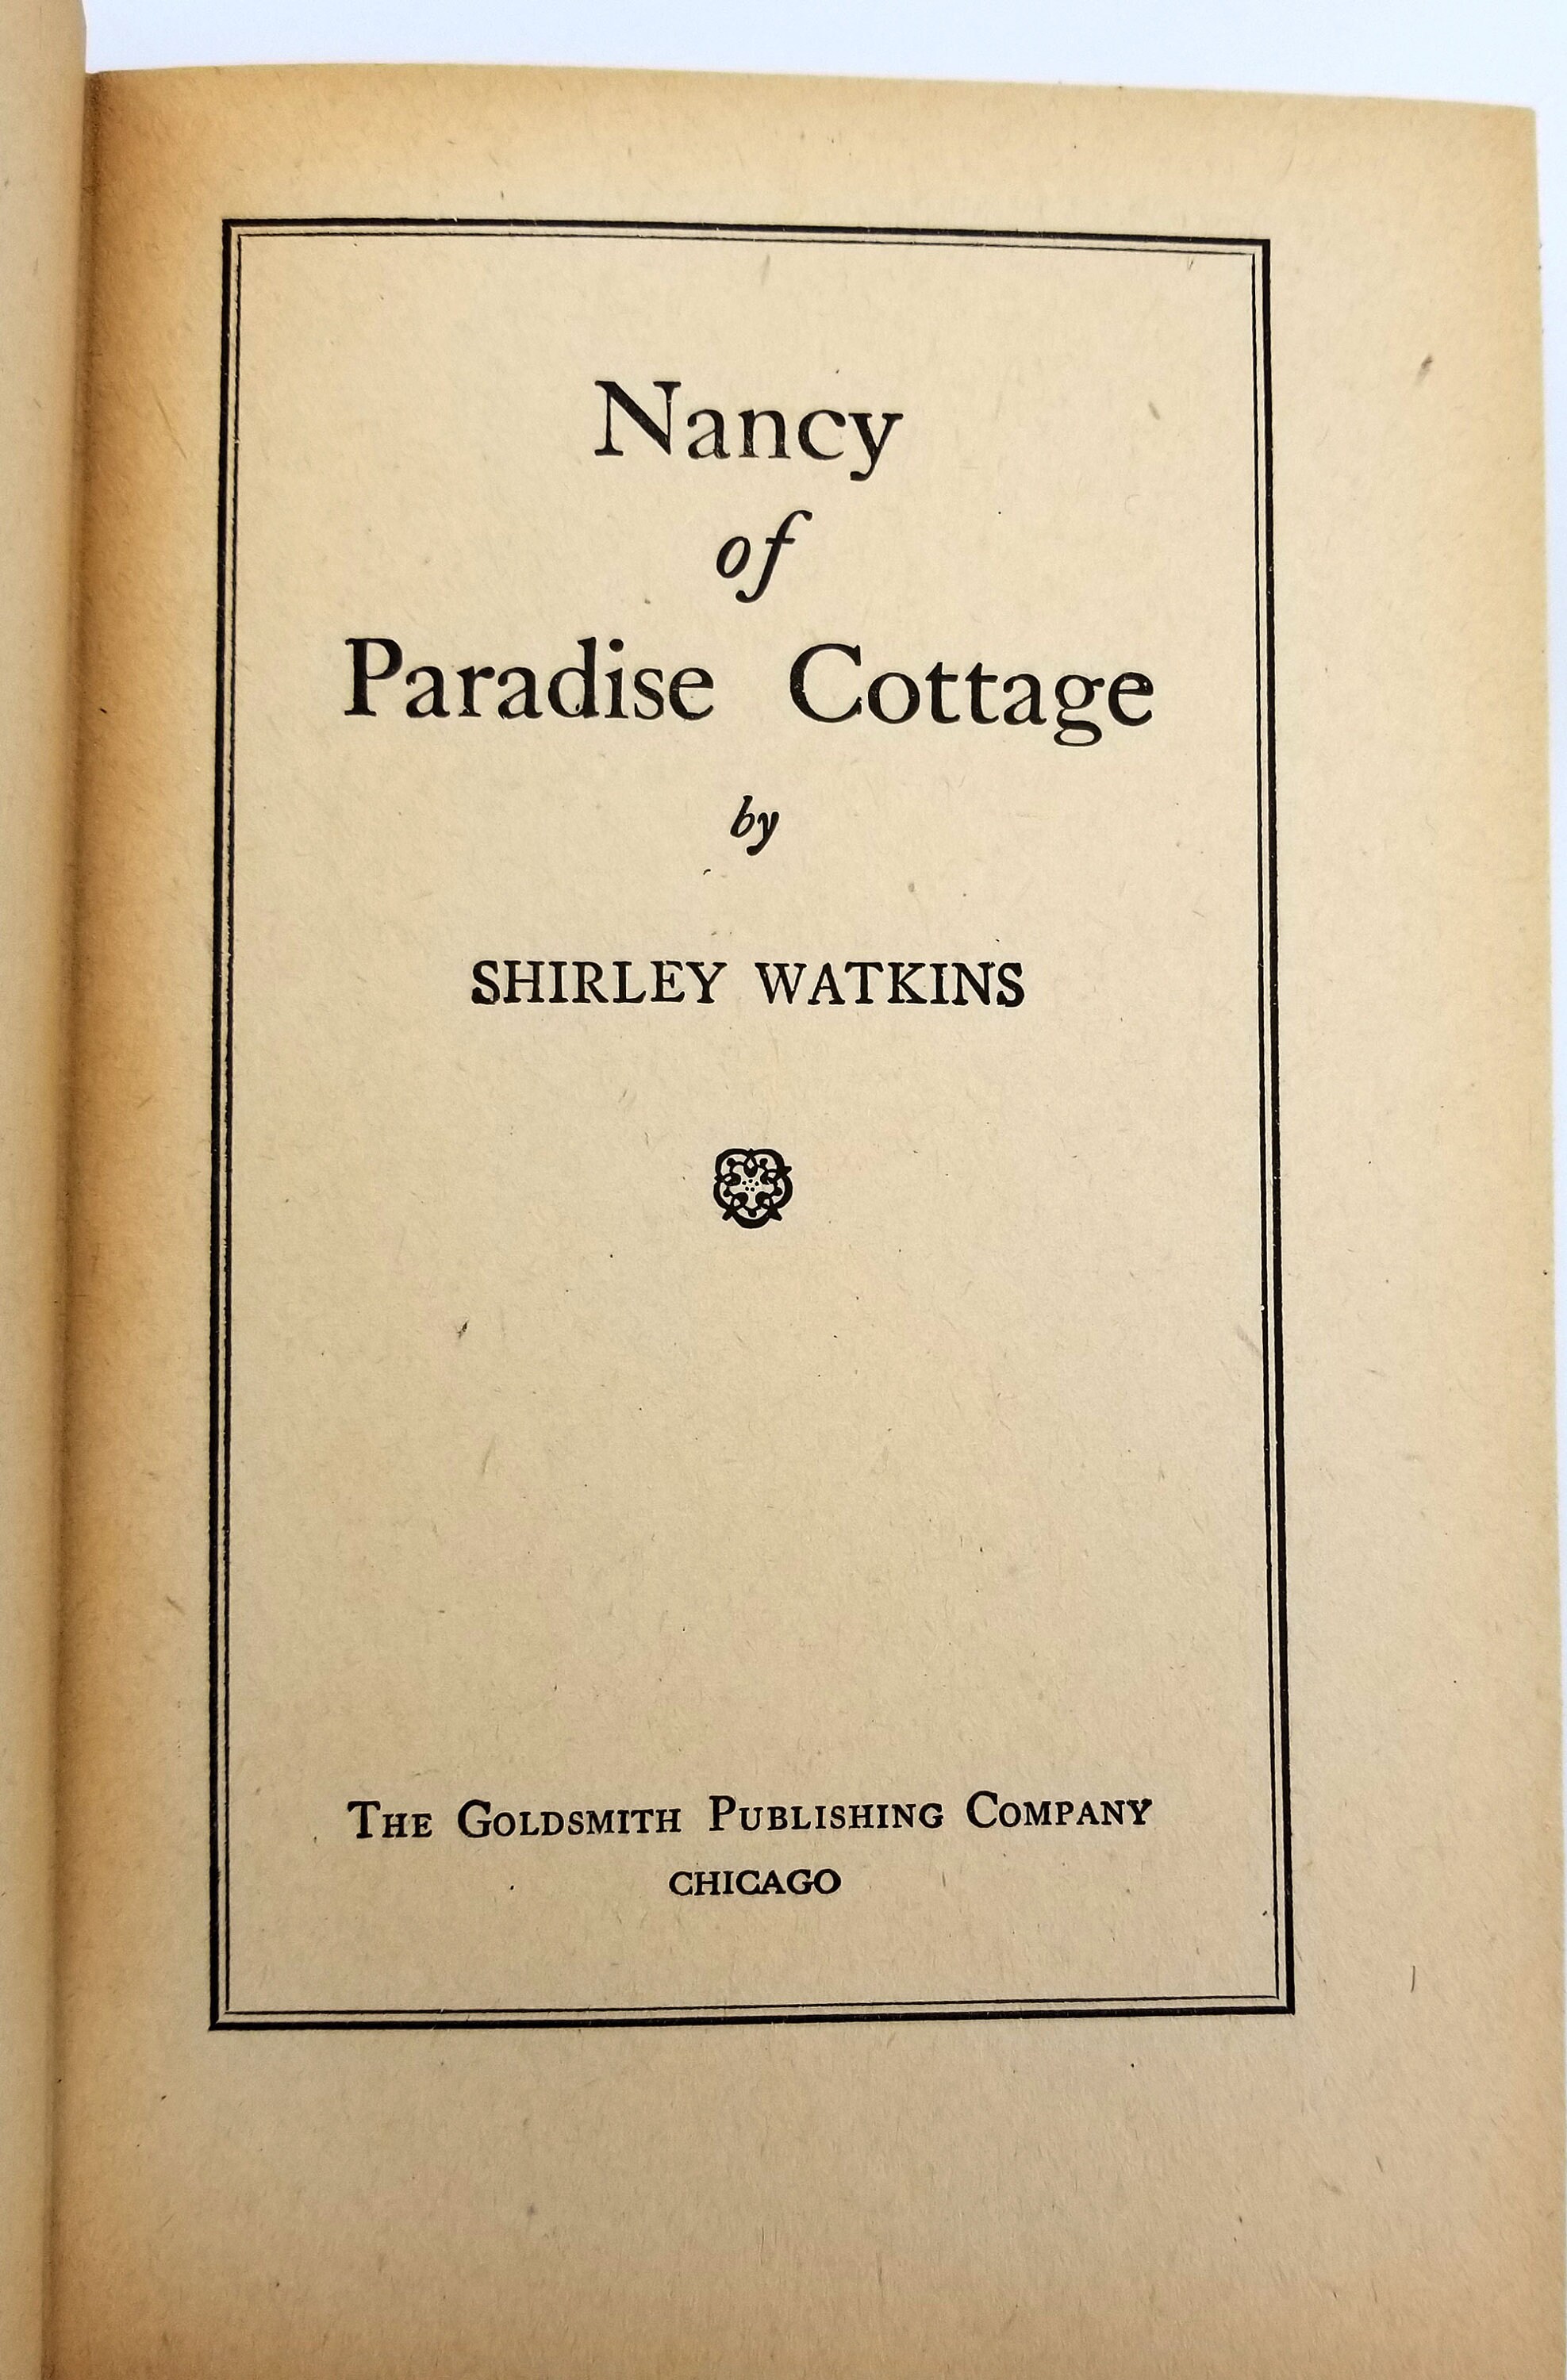 Nancy
of
Paradise Cottage
by
SHIRLEY WATKINS
THE GOLDSMITH PUBLISHING COMPANY
CHICAGO